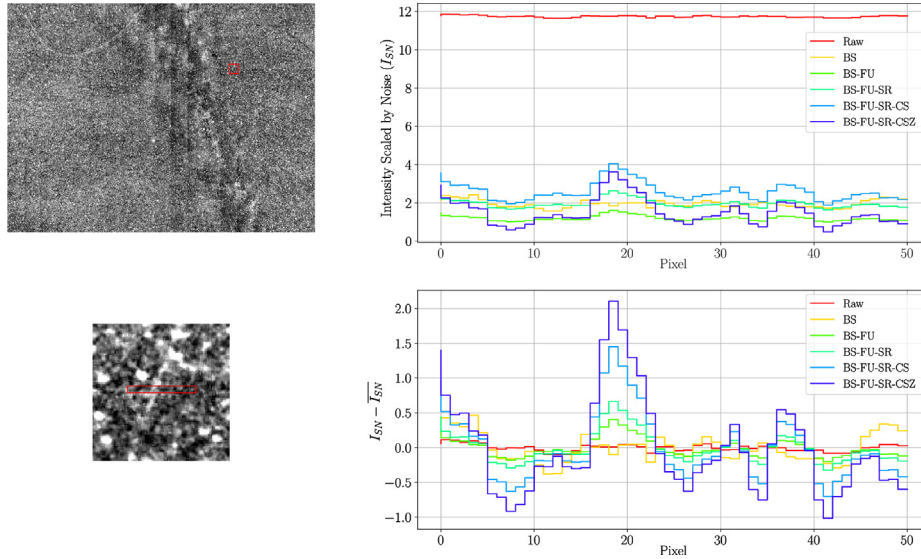 12
10
8
6
4
2
0
Intensity Scaled by Noise (I_SN)
Raw
BS
BS-FU
BS-FU-SR
BS-FU-SR-CS
BS-FU-SR-CSZ
0 10 20 30 40 50
Pixel
2.0
1.5
1.0
0.5
0.0
−0.5
−1.0
I_SN − \overline{I_SN}
Raw
BS
BS-FU
BS-FU-SR
BS-FU-SR-CS
BS-FU-SR-CSZ
0 10 20 30 40 50
Pixel